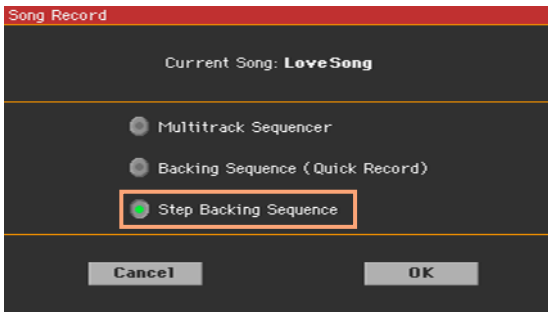 Song Record
Current Song: LoveSong
Multitrack Sequencer
Backing Sequence (Quick Record)
Step Backing Sequence
Cancel
OK